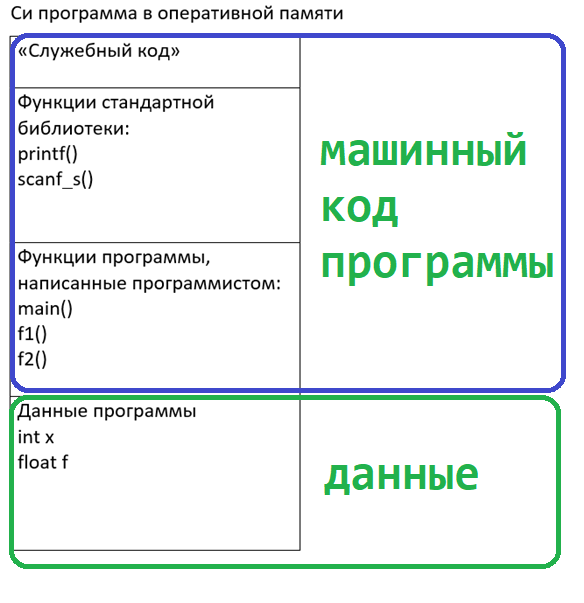 Си программа в оперативной памяти
«Служебный код»
Функции стандартной
библиотеки:
printf()
scanf_s()
Функции программы,
написанные программистом:
main()
f1()
f2()
машинный
код
программы
Данные программы
int x
float f
данные